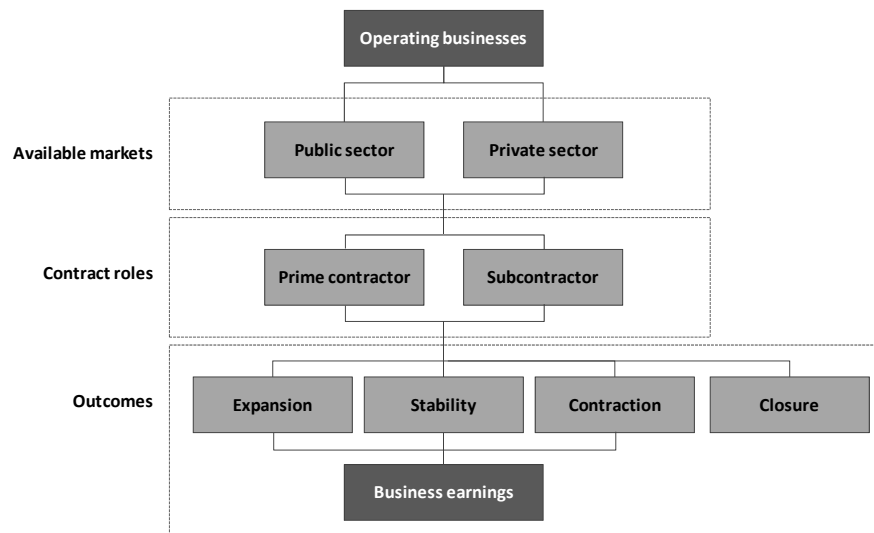 Operating businesses
Available markets
Public sector
Private sector
Contract roles
Prime contractor
Subcontractor
Outcomes
Expansion
Stability
Contraction
Closure
Business earnings